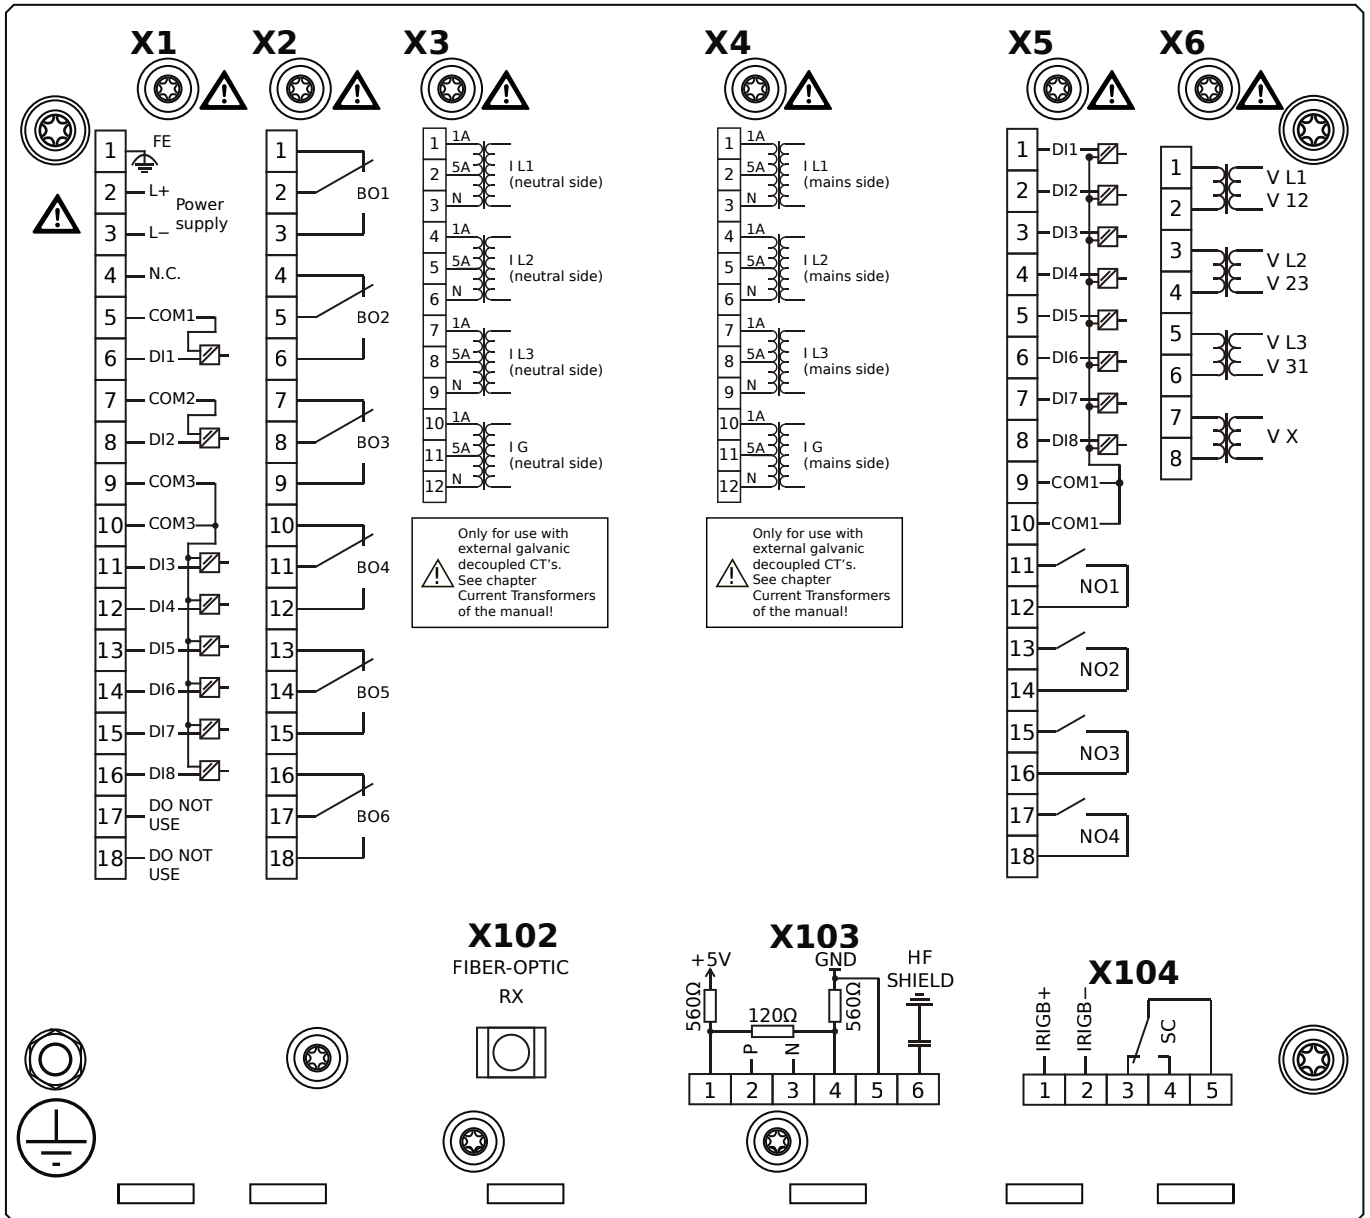 X1
1
FE
2
L+
Power
supply
3
L−
4
N.C.
5
COM1
6
DI1
7
COM2
8
DI2
9
COM3
10
COM3
11
DI3
12
DI4
13
DI5
14
DI6
15
DI7
16
DI8
17
DO NOT
USE
18
DO NOT
USE
X2
1
2
BO1
3
4
5
BO2
6
7
8
BO3
9
10
11
BO4
12
13
14
BO5
15
16
17
BO6
18
X3
1
1A
2
5A
3
N
I L1
(neutral side)
4
1A
5
5A
6
N
I L2
(neutral side)
7
1A
8
5A
9
N
I L3
(neutral side)
10
1A
11
5A
12
N
I G
(neutral side)
Only for use with
external galvanic
decoupled CT's.
See chapter
Current Transformers
of the manual!
X4
1
1A
2
5A
3
N
I L1
(mains side)
4
1A
5
5A
6
N
I L2
(mains side)
7
1A
8
5A
9
N
I L3
(mains side)
10
1A
11
5A
12
N
I G
(mains side)
Only for use with
external galvanic
decoupled CT's.
See chapter
Current Transformers
of the manual!
X5
1
DI1
2
DI2
3
DI3
4
DI4
5
DI5
6
DI6
7
DI7
8
DI8
9
COM1
10
COM1
11
NO1
12
13
NO2
14
15
NO3
16
17
NO4
18
X6
1
V L1
V 12
2
3
V L2
V 23
4
5
V L3
V 31
6
7
V X
8
X102
FIBER-OPTIC
RX
X103
+5V
GND
HF
SHIELD
560Ω
120Ω
560Ω
P
N
1 2 3 4 5 6
X104
IRIGB+
IRIGB−
SC
1 2 3 4 5